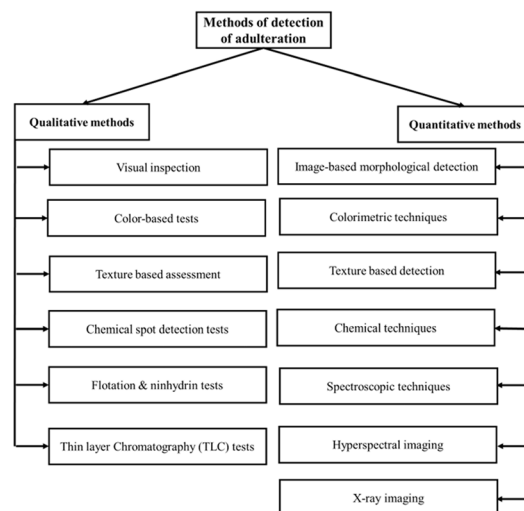 Methods of detection
of adulteration
Qualitative methods
Visual inspection
Color-based tests
Texture based assessment
Chemical spot detection tests
Flotation & ninhydrin tests
Thin layer Chromatography (TLC) tests
Quantitative methods
Image-based morphological detection
Colorimetric techniques
Texture based detection
Chemical techniques
Spectroscopic techniques
Hyperspectral imaging
X-ray imaging